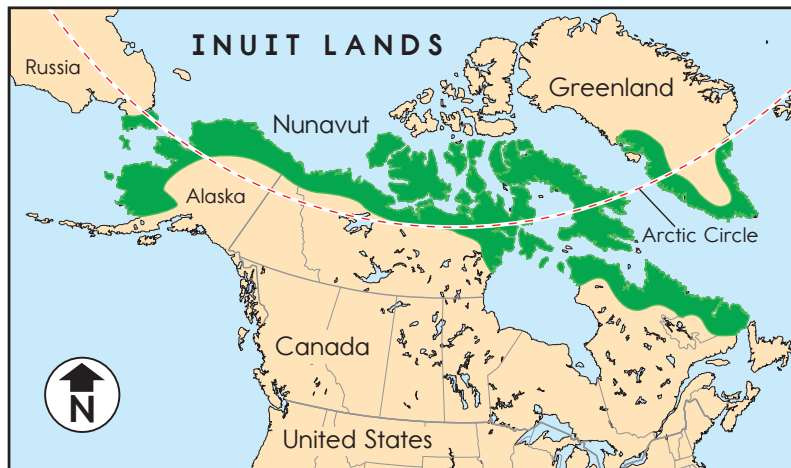 INUIT LANDS
Russia
Greenland
Nunavut
Alaska
Arctic Circle
Canada
N
United States